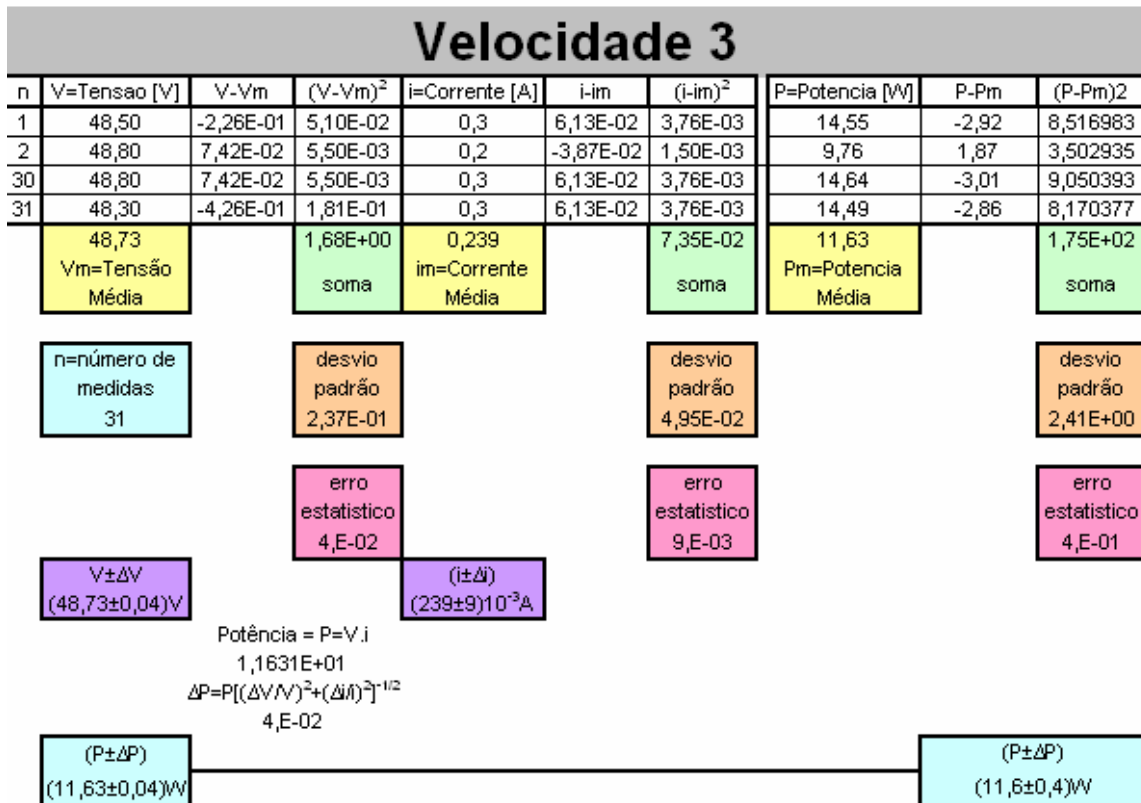 Velocidade 3
n V=Tensao [V] V-Vm (V-Vm)² i=Corrente [A] i-im (i-im)² P=Potencia [W] P-Pm (P-Pm)2
1 48,50 -2,26E-01 5,10E-02 0,3 6,13E-02 3,76E-03 14,55 -2,92 8,516983
2 48,80 7,42E-02 5,50E-03 0,2 -3,87E-02 1,50E-03 9,76 1,87 3,502935
30 48,80 7,42E-02 5,50E-03 0,3 6,13E-02 3,76E-03 14,64 -3,01 9,050393
31 48,30 -4,26E-01 1,81E-01 0,3 6,13E-02 3,76E-03 14,49 -2,86 8,170377
48,73 1,68E+00 0,239 7,35E-02 11,63 1,75E+02
Vm=Tensão soma im=Corrente soma Pm=Potencia soma
Média Média Média
n=número de desvio desvio desvio
medidas padrão padrão padrão
31 2,37E-01 4,95E-02 2,41E+00
erro erro erro
estatistico estatistico estatistico
4,E-02 9,E-03 4,E-01
V±ΔV (i±Δi)
(48,73±0,04)V (239±9)10⁻³A
Potência = P=V.i
1,1631E+01
ΔP=P[(ΔV/V)²+(Δi/i)²]⁻¹/²
4,E-02
(P±ΔP) (P±ΔP)
(11,63±0,04)W (11,6±0,4)W